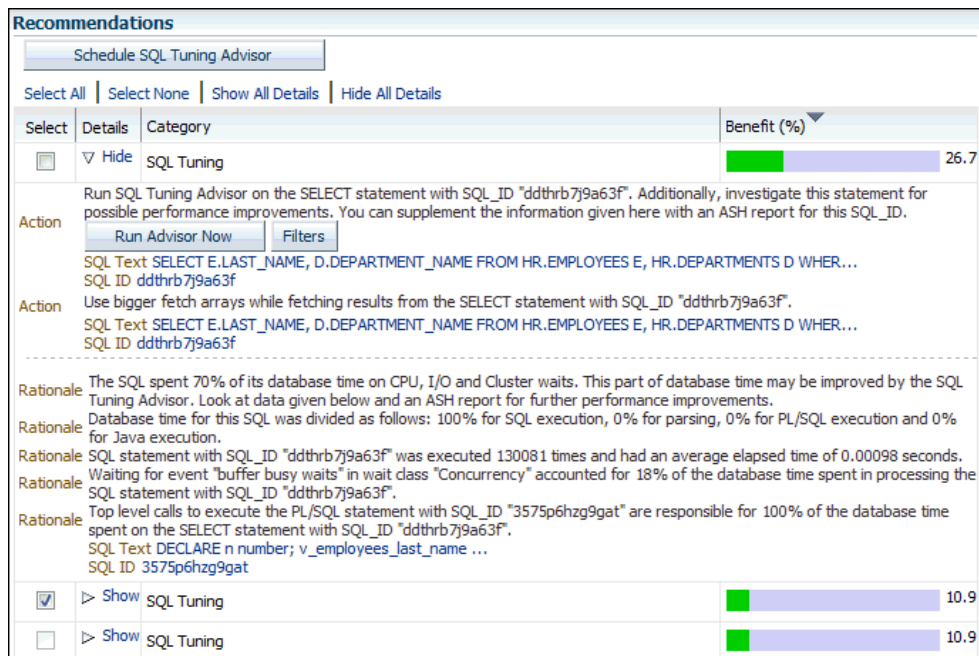 Recommendations
Schedule SQL Tuning Advisor
Select All | Select None | Show All Details | Hide All Details
Select Details Category Benefit (%)
Hide SQL Tuning 26.7
Run SQL Tuning Advisor on the SELECT statement with SQL_ID "ddthrb7j9a63f". Additionally, investigate this statement for
Action possible performance improvements. You can supplement the information given here with an ASH report for this SQL_ID.
Run Advisor Now Filters
SQL Text SELECT E.LAST_NAME, D.DEPARTMENT_NAME FROM HR.EMPLOYEES E, HR.DEPARTMENTS D WHER...
SQL ID ddthrb7j9a63f
Action Use bigger fetch arrays while fetching results from the SELECT statement with SQL_ID "ddthrb7j9a63f".
SQL Text SELECT E.LAST_NAME, D.DEPARTMENT_NAME FROM HR.EMPLOYEES E, HR.DEPARTMENTS D WHER...
SQL ID ddthrb7j9a63f
Rationale The SQL spent 70% of its database time on CPU, I/O and Cluster waits. This part of database time may be improved by the SQL
Tuning Advisor. Look at data given below and an ASH report for further performance improvements.
Rationale Database time for this SQL was divided as follows: 100% for SQL execution, 0% for parsing, 0% for PL/SQL execution and 0%
for Java execution.
Rationale SQL statement with SQL_ID "ddthrb7j9a63f" was executed 130081 times and had an average elapsed time of 0.00098 seconds.
Rationale Waiting for event "buffer busy waits" in wait class "Concurrency" accounted for 18% of the database time spent in processing the
SQL statement with SQL_ID "ddthrb7j9a63f".
Rationale Top level calls to execute the PL/SQL statement with SQL_ID "3575p6hzg9gat" are responsible for 100% of the database time
spent on the SELECT statement with SQL_ID "ddthrb7j9a63f".
SQL Text DECLARE n number; v_employees_last_name ...
SQL ID 3575p6hzg9gat
Show SQL Tuning 10.9
Show SQL Tuning 10.9